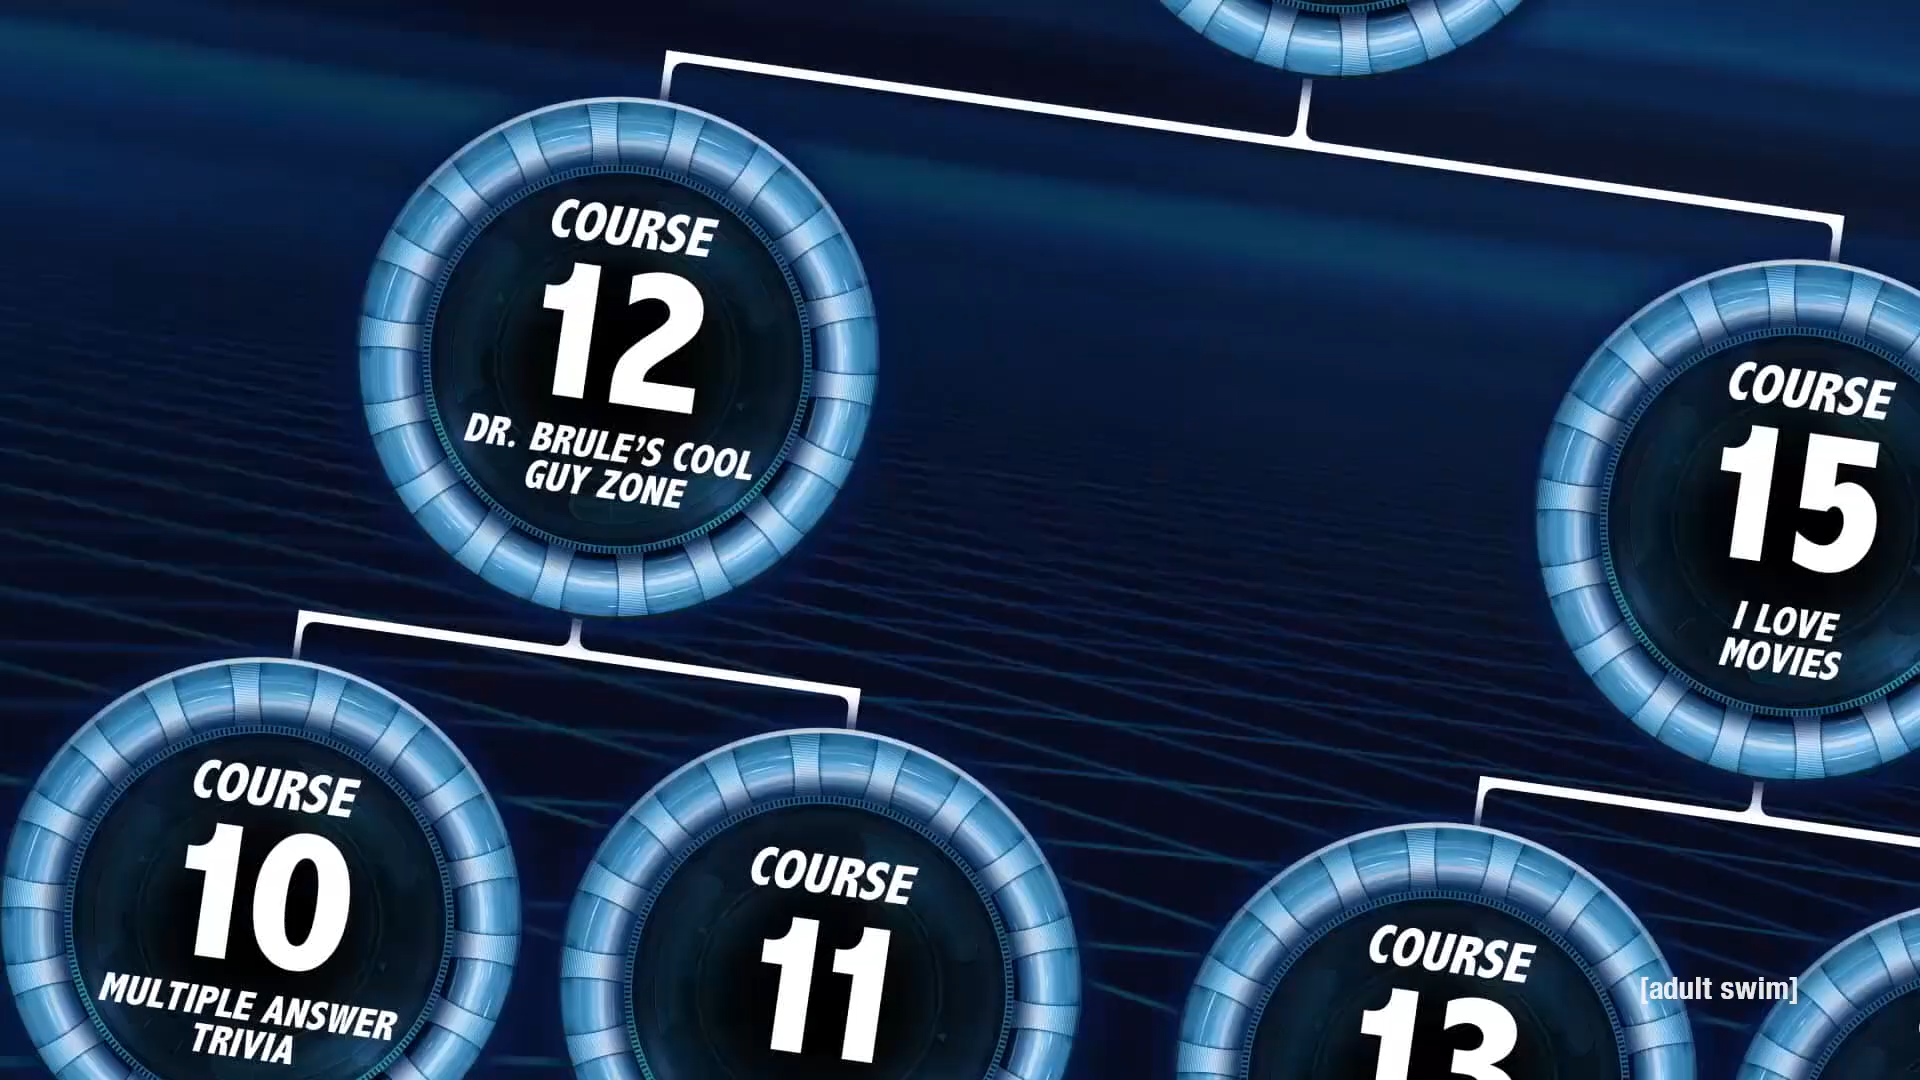 COURSE
12
DR. BRULE'S COOL
GUY ZONE
COURSE
15
I LOVE
MOVIES
COURSE
10
MULTIPLE ANSWER
TRIVIA
COURSE
11
COURSE
13
[adult swim]